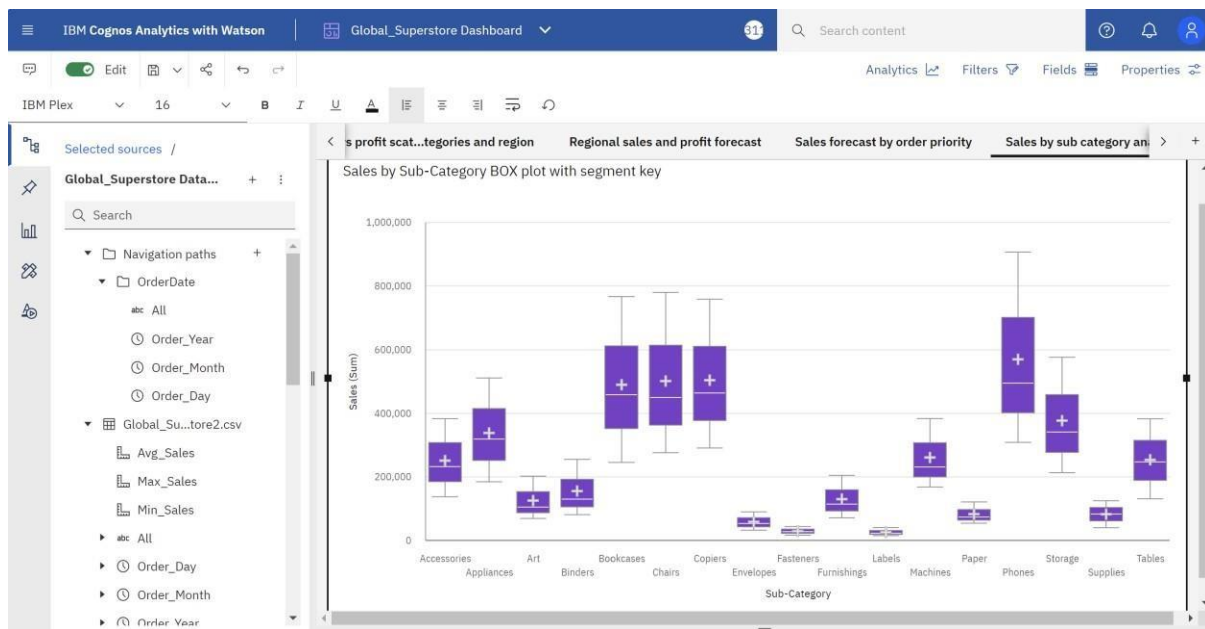 IBM Cognos Analytics with Watson
Global_Superstore Dashboard
Search content
Edit
Analytics
Filters
Fields
Properties
IBM Plex
16
B I U A
Selected sources /
s profit scat...tegories and region
Regional sales and profit forecast
Sales forecast by order priority
Sales by sub category an
Global_Superstore Data...
Search
Navigation paths
OrderDate
abc All
Order_Year
Order_Month
Order_Day
Global_Su...tore2.csv
Avg_Sales
Max_Sales
Min_Sales
abc All
Order_Day
Order_Month
Order_Year
Sales by Sub-Category BOX plot with segment key
1,000,000
800,000
600,000
400,000
200,000
0
Sales (Sum)
Accessories
Appliances
Art
Binders
Bookcases
Chairs
Copiers
Envelopes
Fasteners
Furnishings
Labels
Machines
Paper
Phones
Storage
Supplies
Tables
Sub-Category